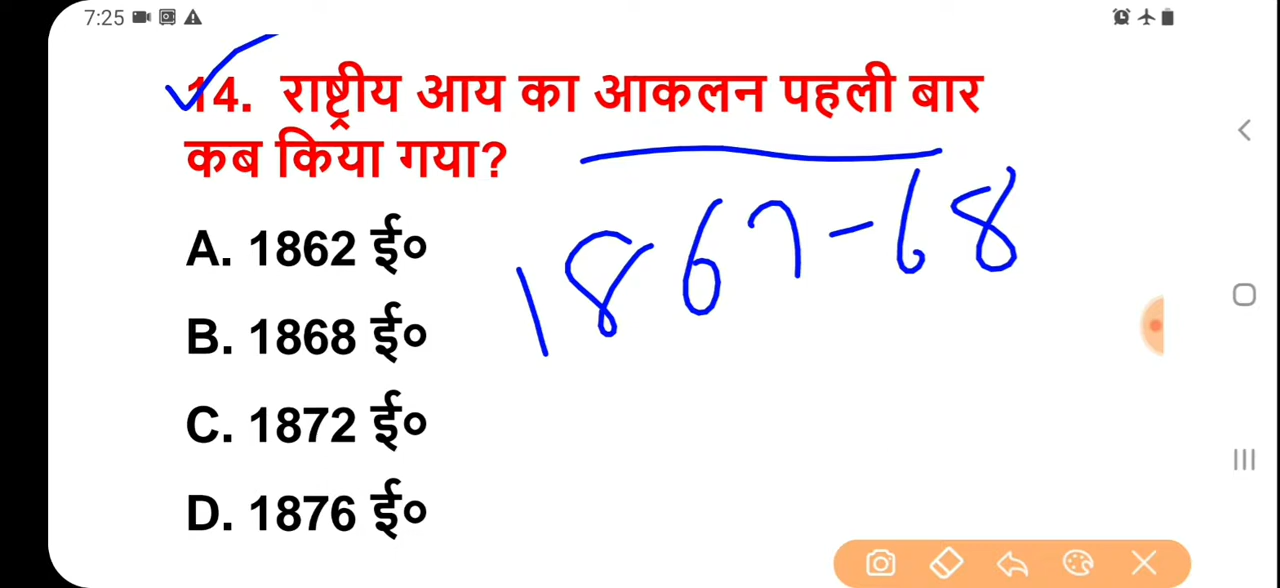 7:25
14. राष्ट्रीय आय का आकलन पहली बार
कब किया गया?
1867-68
A. 1862 ई०
B. 1868 ई०
C. 1872 ई०
D. 1876 ई०